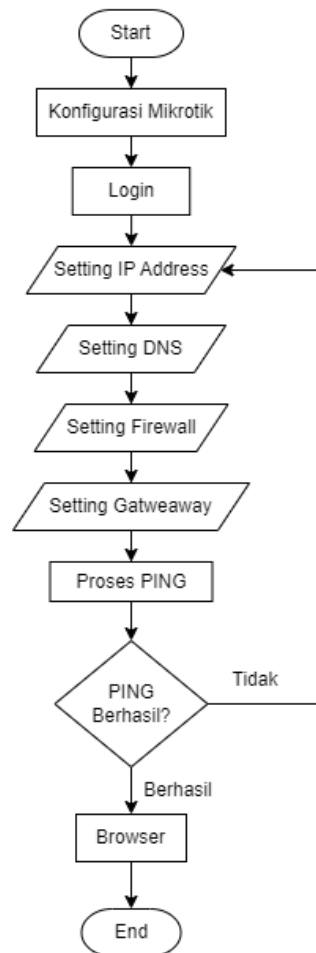 Start
Konfigurasi Mikrotik
Login
Setting IP Address
Setting DNS
Setting Firewall
Setting Gatweaway
Proses PING
PING
Berhasil?
Tidak
Berhasil
Browser
End